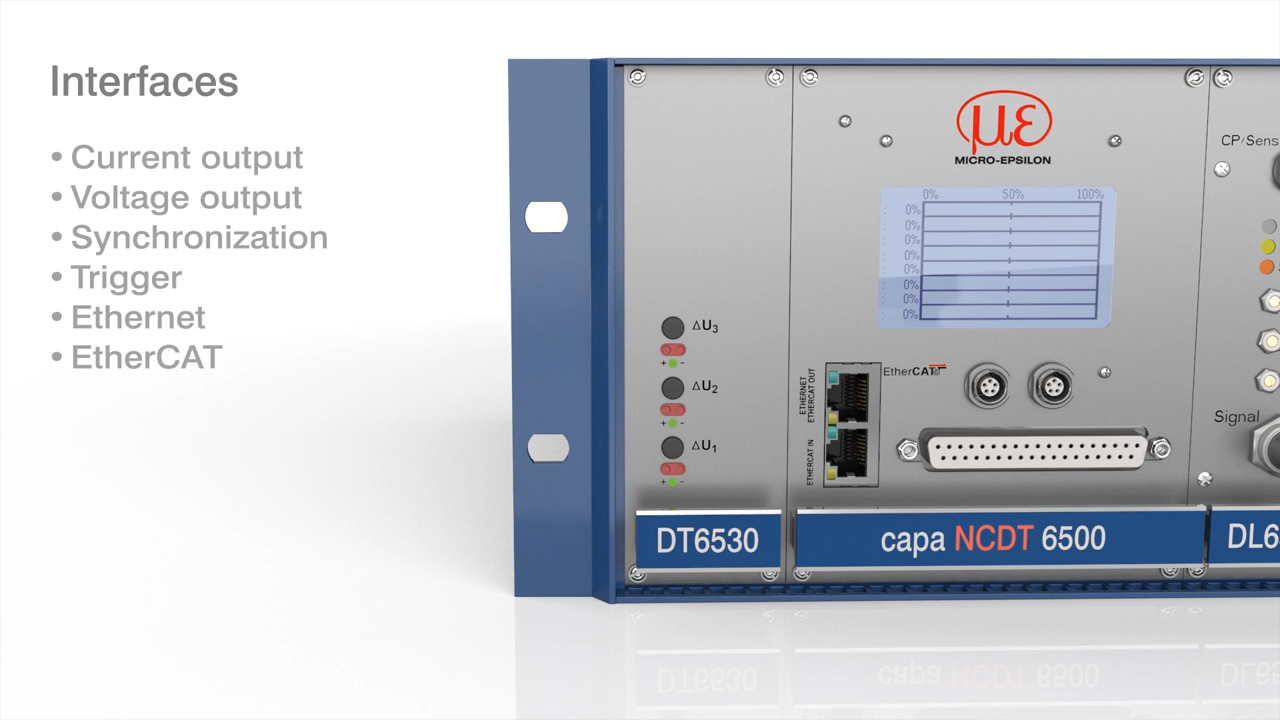 Interfaces
• Current output
• Voltage output
• Synchronization
• Trigger
• Ethernet
• EtherCAT
με
MICRO-EPSILON
CP/Sens
0% 50% 100%
0%
0%
0%
0%
0%
0%
0%
0%
ΔU3
+ -
ΔU2
+ -
ΔU1
+ -
ETHERNET
ETHERCAT OUT
ETHERCAT IN
EtherCAT
Signal
DT6530
capa NCDT 6500
DL6